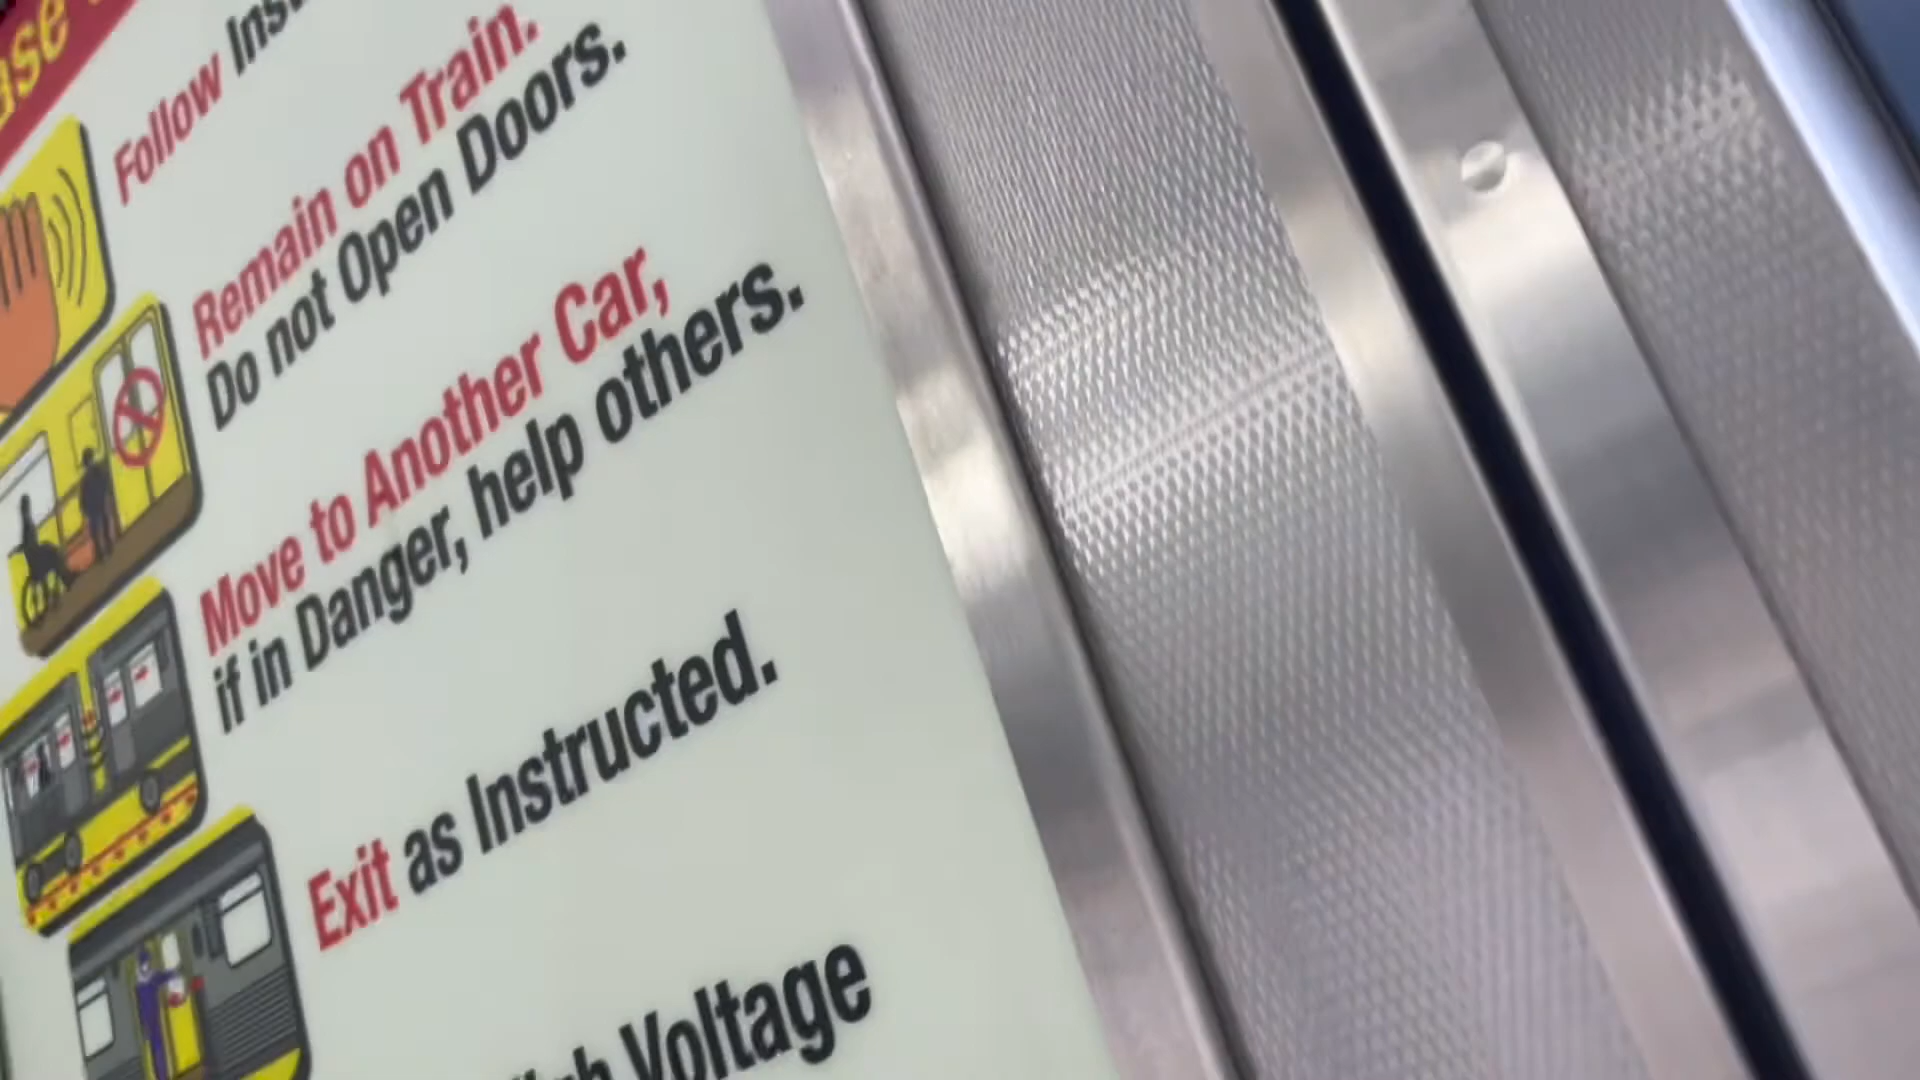 Follow
Remain on Train.
Do not Open Doors.
Move to Another Car,
if in Danger, help others.
Exit as Instructed.
Voltage